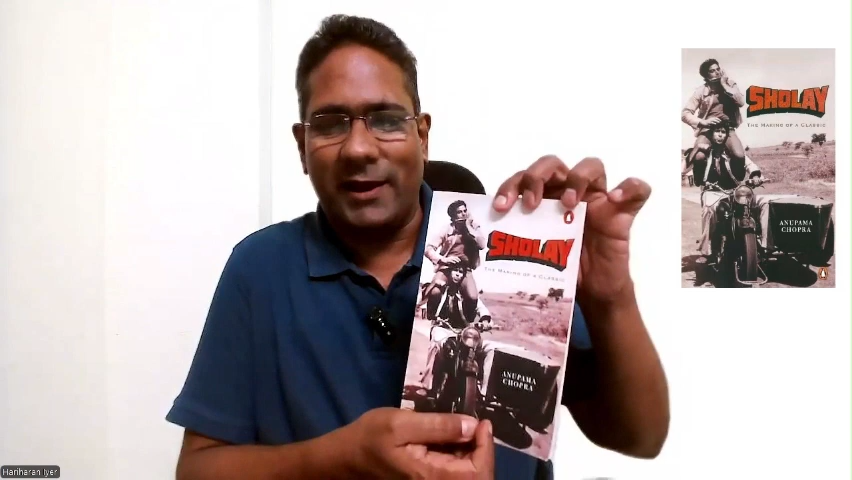 SHOLAY
THE MAKING OF A CLASSIC
ANUPAMA
CHOPRA
SHOLAY
THE MAKING OF A CLASSIC
ANUPAMA
CHOPRA
Hariharan Iyer